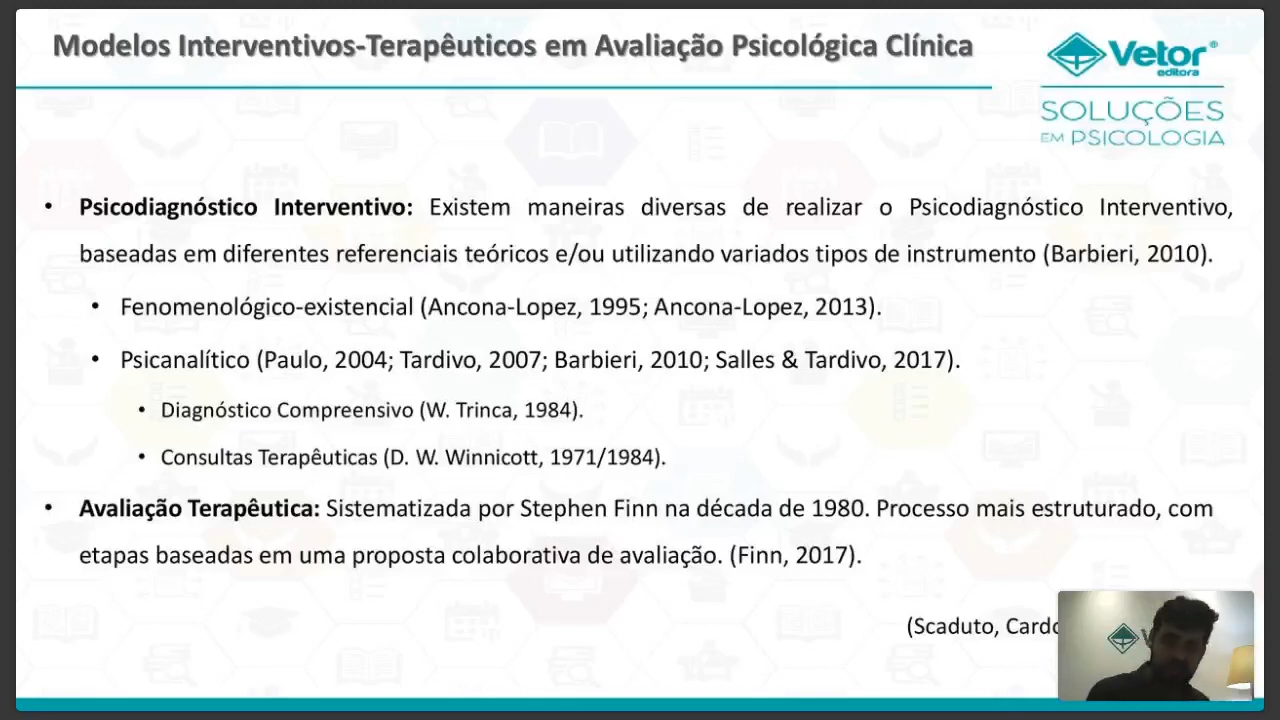 Modelos Interventivos-Terapêuticos em Avaliação Psicológica Clínica
Vetor®
editora
SOLUÇÕES
EM PSICOLOGIA
• Psicodiagnóstico Interventivo: Existem maneiras diversas de realizar o Psicodiagnóstico Interventivo,
baseadas em diferentes referenciais teóricos e/ou utilizando variados tipos de instrumento (Barbieri, 2010).
• Fenomenológico-existencial (Ancona-Lopez, 1995; Ancona-Lopez, 2013).
• Psicanalítico (Paulo, 2004; Tardivo, 2007; Barbieri, 2010; Salles & Tardivo, 2017).
• Diagnóstico Compreensivo (W. Trinca, 1984).
• Consultas Terapêuticas (D. W. Winnicott, 1971/1984).
• Avaliação Terapêutica: Sistematizada por Stephen Finn na década de 1980. Processo mais estruturado, com
etapas baseadas em uma proposta colaborativa de avaliação. (Finn, 2017).
(Scaduto,